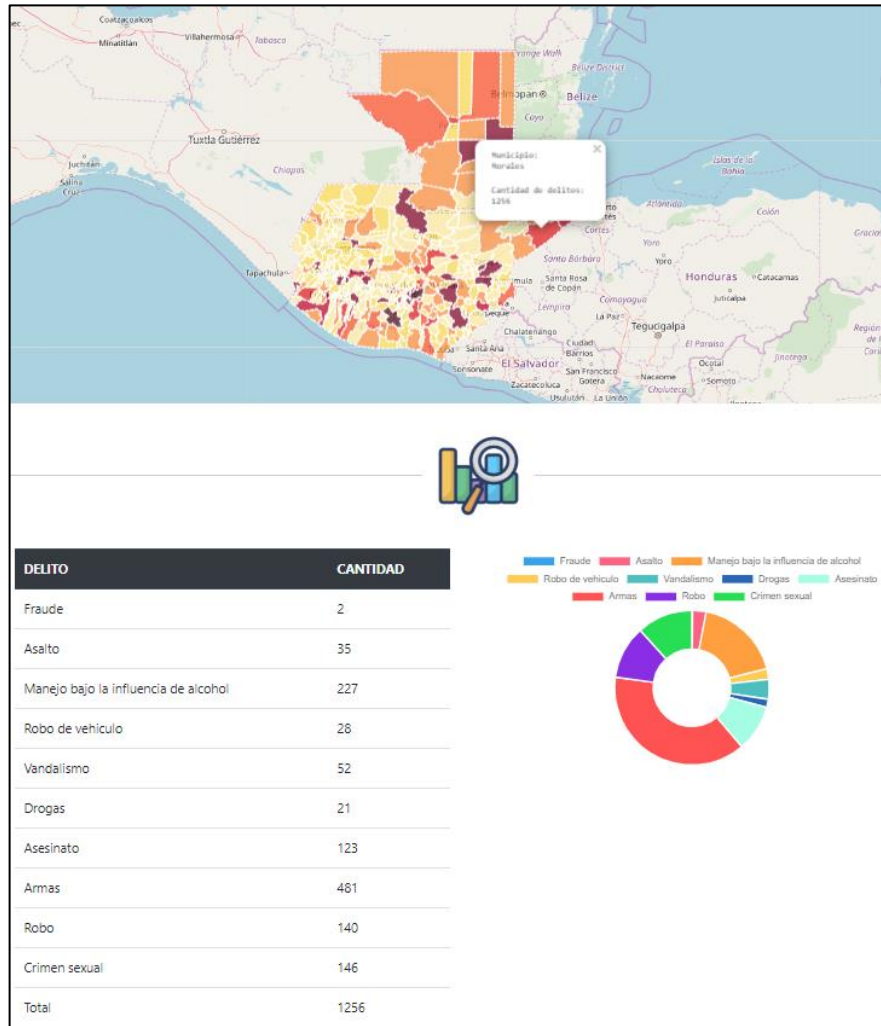 Coatzacoalcos
Minatitlán
Villahermosa
Tabasco
Orange Walk
Belize District
Belmopan
Belize
Cayo
Tuxtla Gutiérrez
Chiapas
Juchitán
Salina
Cruz
Municipio:
Morales
Cantidad de delitos:
1256
×
Islas de la
Bahía
Atlántida
Colón
Cortés
Yoro
Yoro
Santa Bárbara
Tapachula
Santa Rosa
de Copán
Honduras
Catacamas
Juticalpa
Comayagua
Lempira
La Paz
Tegucigalpa
Chalatenango
El Paraíso
Santa Ana
Ciudad
Barrios
Ocotal
Jinotega
Sonsonate
El Salvador
San Francisco
Gotera
Nacaome
Somoto
Zacatecoluca
Choluteca
Usulután
La Unión
DELITO CANTIDAD
Fraude 2
Asalto 35
Manejo bajo la influencia de alcohol 227
Robo de vehiculo 28
Vandalismo 52
Drogas 21
Asesinato 123
Armas 481
Robo 140
Crimen sexual 146
Total 1256
Fraude Asalto Manejo bajo la influencia de alcohol
Robo de vehiculo Vandalismo Drogas Asesinato
Armas Robo Crimen sexual